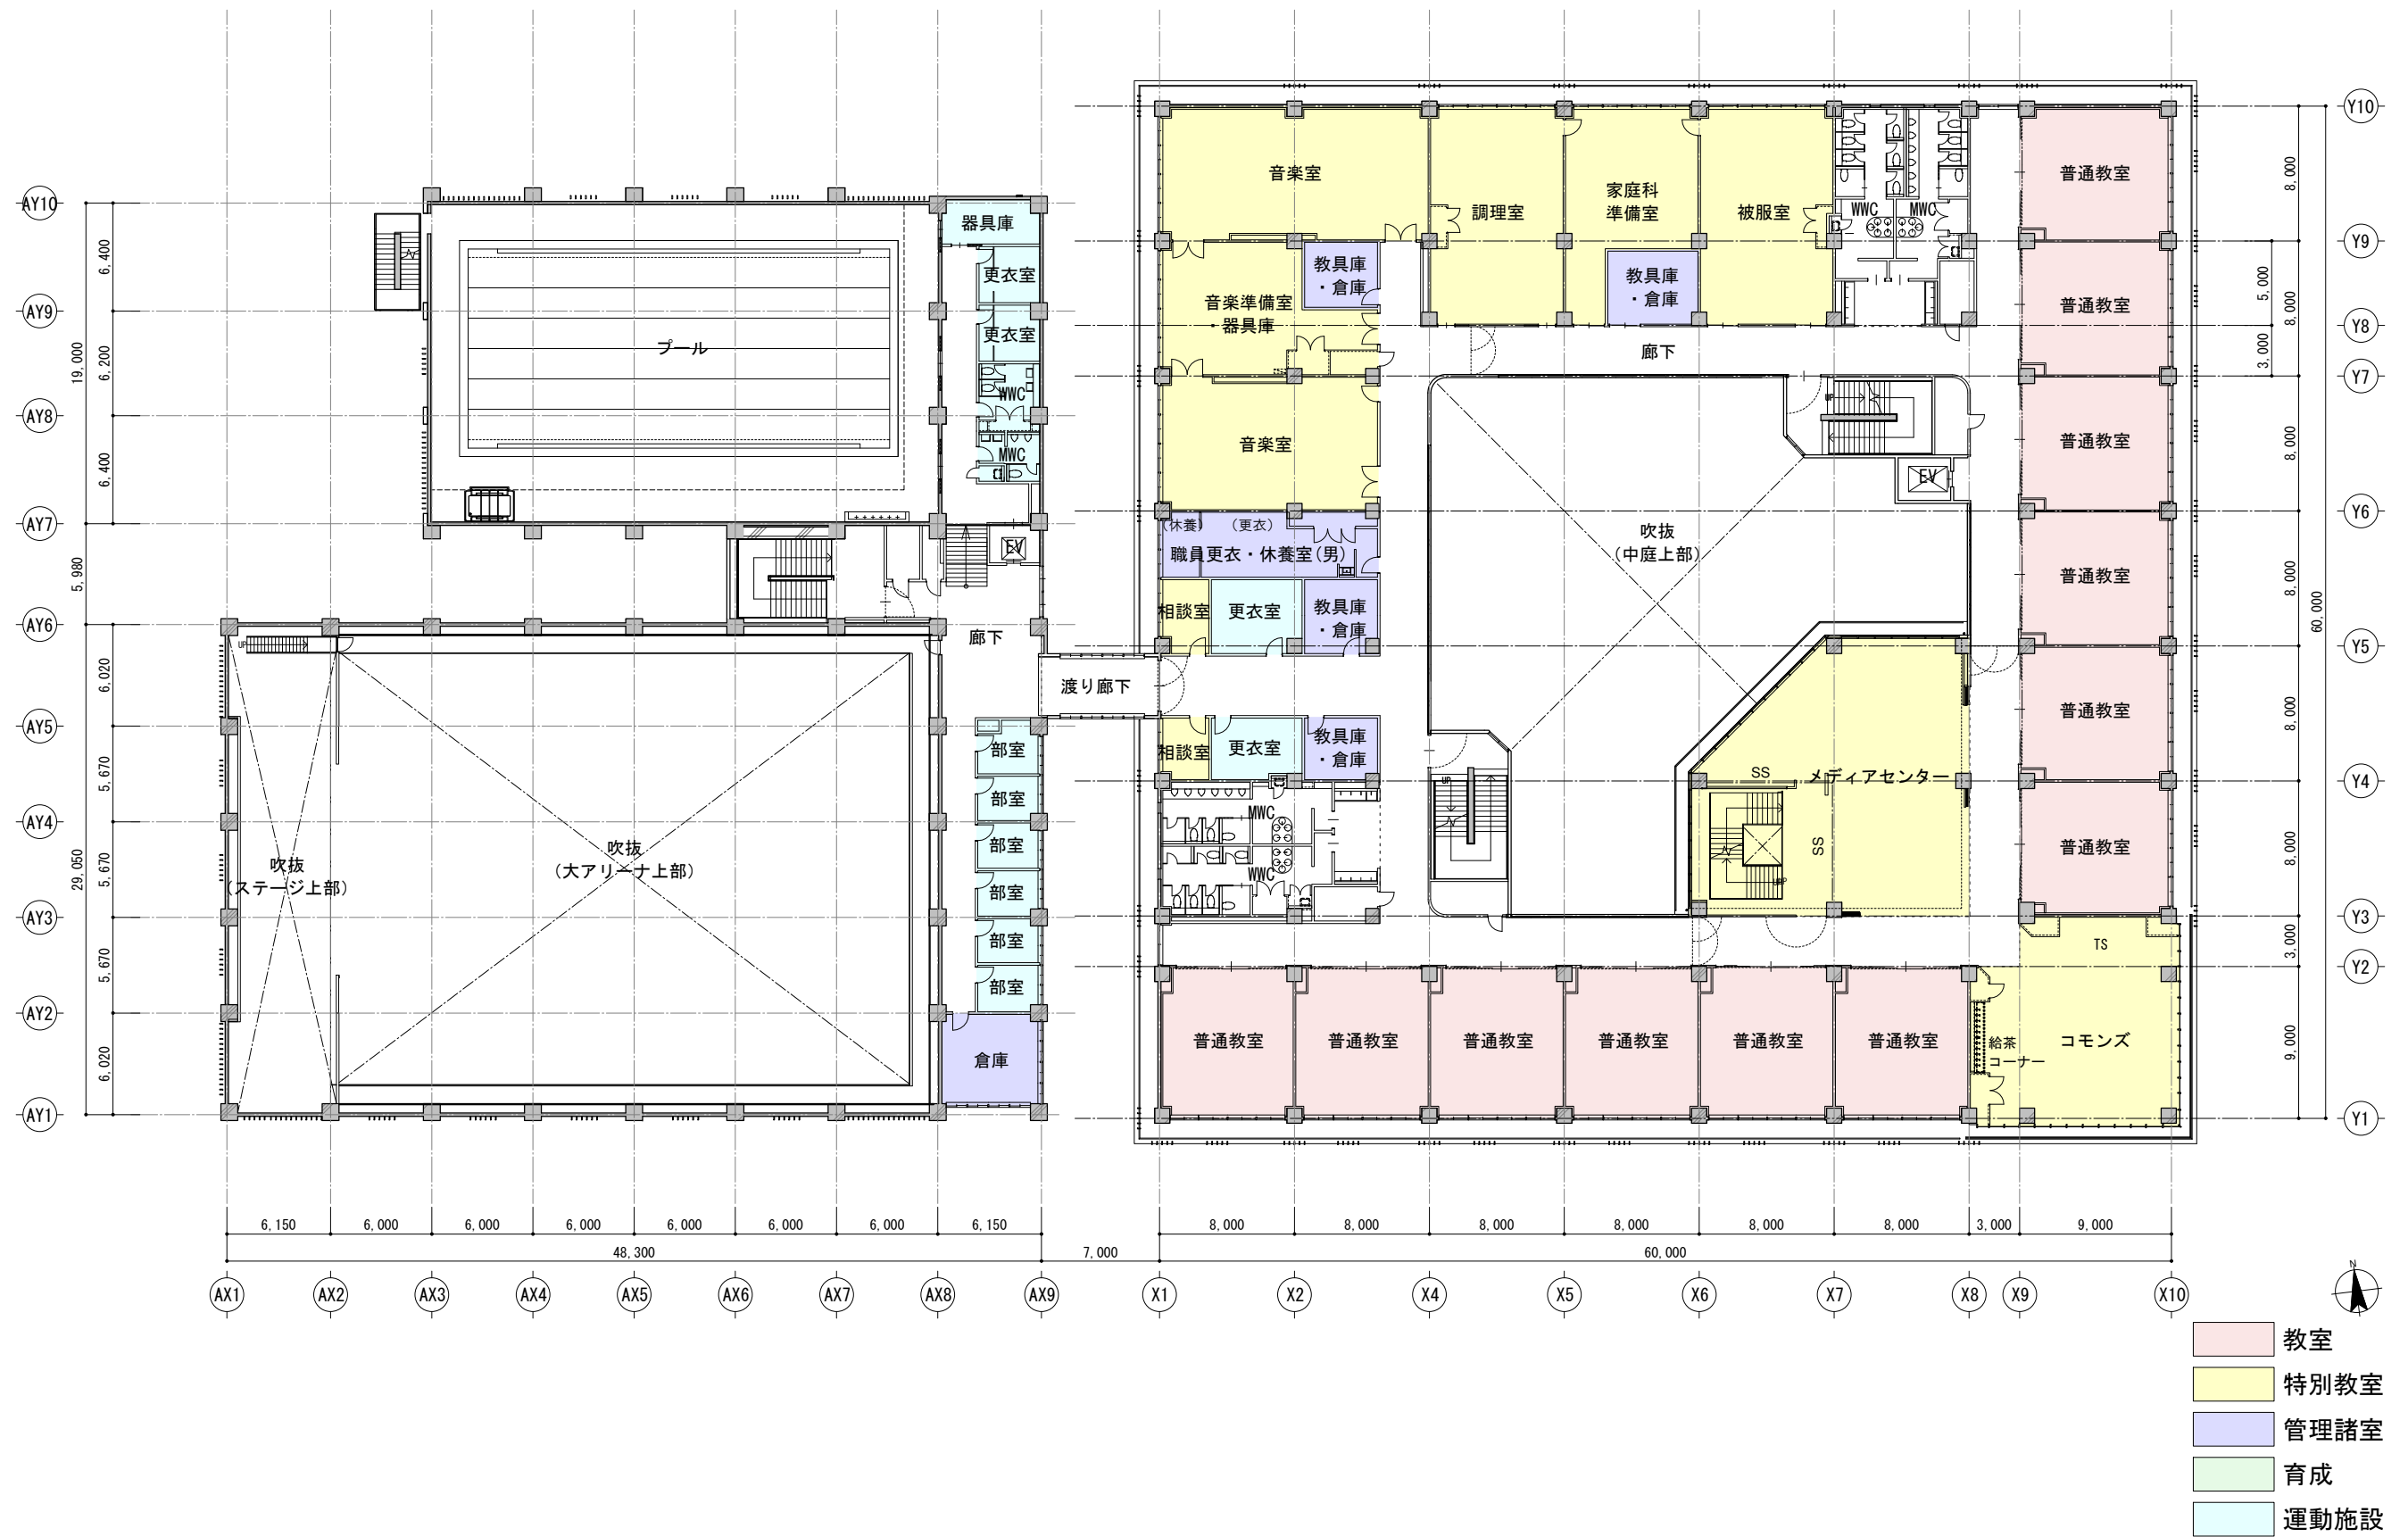 Y10
8,000
普通教室
音楽室
調理室
家庭科
準備室
被服室
WWC
MWC
AY10
器具庫
Y9
6,400
更衣室
教具庫
・倉庫
教具庫
・倉庫
普通教室
5,000
8,000
AY9
音楽準備室
・器具庫
更衣室
Y8
プール
廊下
19,000
6,200
3,000
Y7
WWC
UP
AY8
MWC
音楽室
普通教室
8,000
6,400
EV
AY7
(休養)
(更衣)
Y6
EV
職員更衣・休養室(男)
吹抜
(中庭上部)
5,980
普通教室
8,000
相談室
更衣室
教具庫
・倉庫
60,000
AY6
UP
廊下
Y5
6,020
渡り廊下
AY5
普通教室
8,000
部室
相談室
更衣室
教具庫
・倉庫
5,670
SS
メディアセンター
Y4
部室
UP
AY4
MWC
29,050
吹抜
(ステージ上部)
吹抜
(大アリーナ上部)
部室
SS
普通教室
8,000
5,670
WWC
UP
部室
AY3
Y3
部室
TS
3,000
5,670
Y2
部室
AY2
普通教室
普通教室
普通教室
普通教室
普通教室
普通教室
給茶
コーナー
コモンズ
9,000
6,020
倉庫
AY1
Y1
6,150
6,000
6,000
6,000
6,000
6,000
6,000
6,150
8,000
8,000
8,000
8,000
8,000
8,000
3,000
9,000
48,300
7,000
60,000
N
AX1
AX2
AX3
AX4
AX5
AX6
AX7
AX8
AX9
X1
X2
X4
X5
X6
X7
X8
X9
X10
教室
特別教室
管理諸室
育成
運動施設